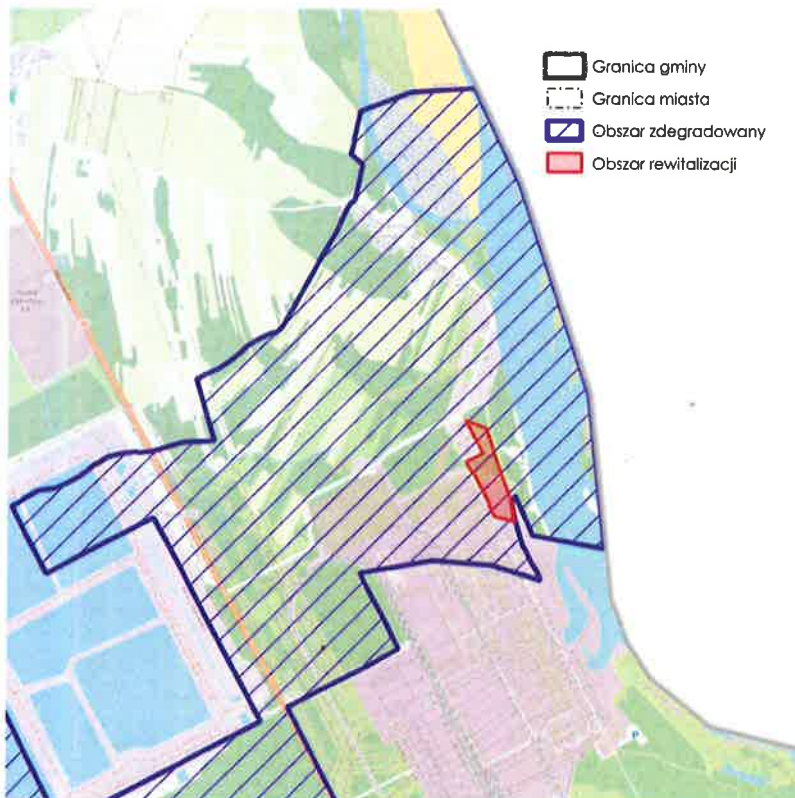 Granica gminy
Granica miasta
Obszar zdegradowany
Obszar rewitalizacji
P